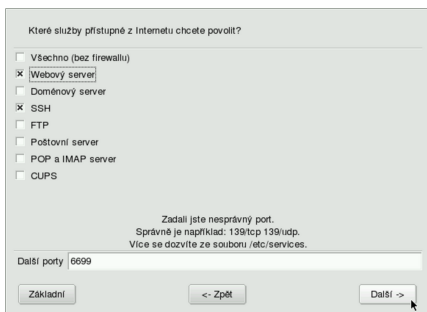 Které služby přístupné z Internetu chcete povolit?
Všechno (bez firewallu)
Webový server
Doménový server
SSH
FTP
Poštovní server
POP a IMAP server
CUPS
Zadali jste nesprávný port.
Správně je například: 139/tcp 139/udp.
Více se dozvíte ze souboru /etc/services.
Další porty 6699
Základní <- Zpět Další ->